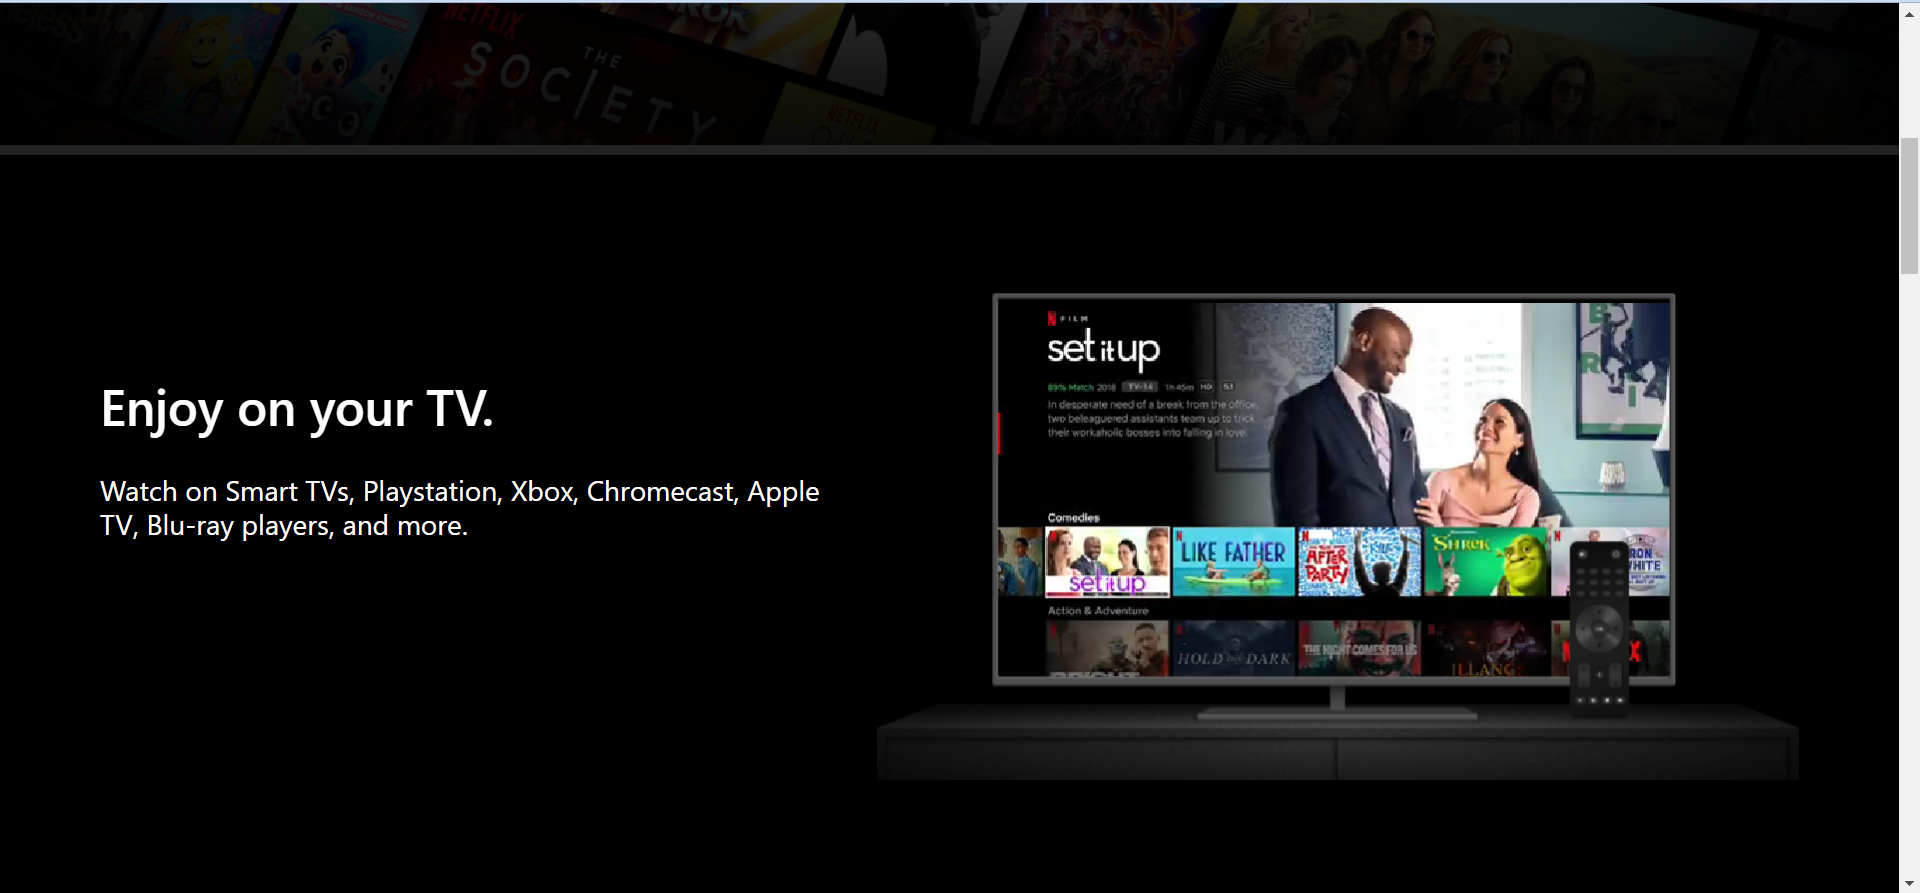 NETFLIX
THE
SOCIETY
NETFLIX
Enjoy on your TV.
Watch on Smart TVs, Playstation, Xbox, Chromecast, Apple
TV, Blu-ray players, and more.
N FILM
set it up
89% Match 2018 TV-14 1h 45m HD 5.1
In desperate need of a break from the office,
two beleaguered assistants team up to trick
their workaholic bosses into falling in love.
Comedies
set it up
LIKE FATHER
AFTER
PARTY
SHREK
WHITE
Action & Adventure
BRIGHT
HOLD THE DARK
THE NIGHT COMES FOR US
ILLANG